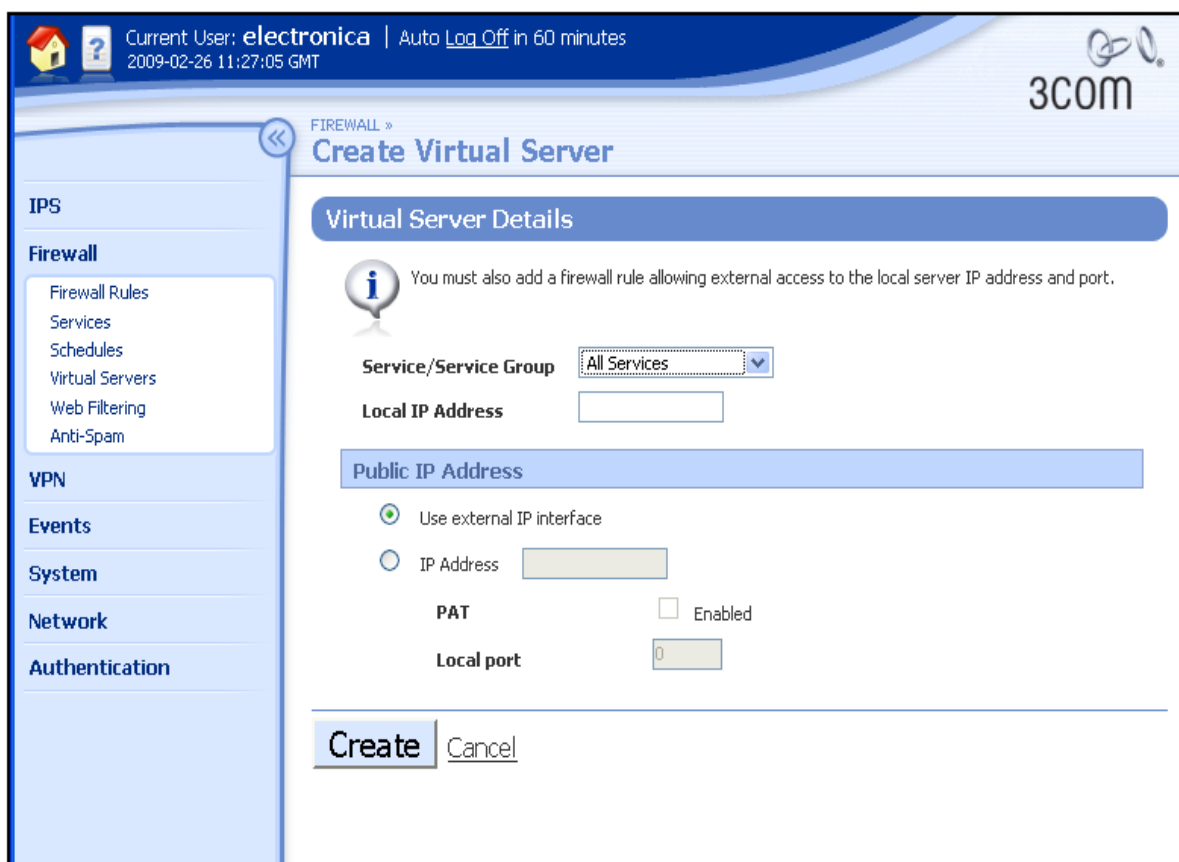 Current User: electronica | Auto Log Off in 60 minutes
2009-02-26 11:27:05 GMT
3COM
FIREWALL »
Create Virtual Server
IPS
Firewall
Firewall Rules
Services
Schedules
Virtual Servers
Web Filtering
Anti-Spam
VPN
Events
System
Network
Authentication
Virtual Server Details
You must also add a firewall rule allowing external access to the local server IP address and port.
Service/Service Group All Services
Local IP Address
Public IP Address
Use external IP interface
IP Address
PAT Enabled
Local port 0
Create Cancel